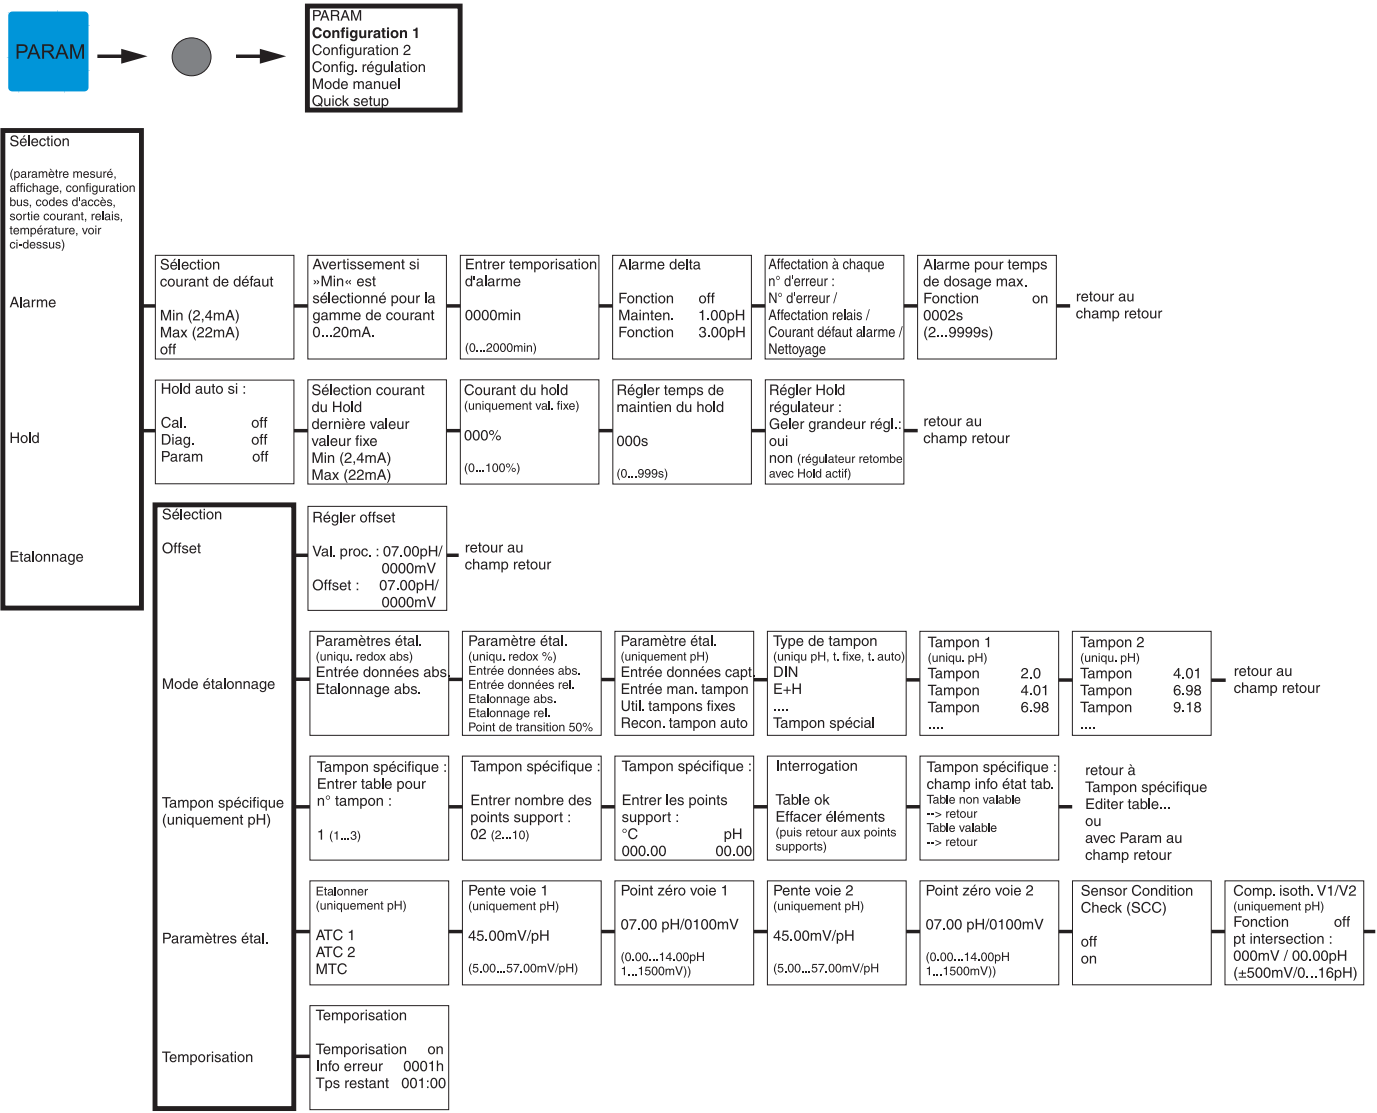 PARAM
PARAM
Configuration 1
Configuration 2
Config. régulation
Mode manuel
Quick setup
Sélection
(paramètre mesuré,
affichage, configuration
bus, codes d'accès,
sortie courant, relais,
température, voir
ci-dessus)
Alarme
Sélection
courant de défaut
Min (2,4mA)
Max (22mA)
off
Avertissement si
»Min« est
sélectionné pour la
gamme de courant
0...20mA.
Entrer temporisation
d'alarme
0000min
(0...2000min)
Alarme delta
Fonction off
Mainten. 1.00pH
Fonction 3.00pH
Affectation à chaque
n° d'erreur :
N° d'erreur /
Affectation relais /
Courant défaut alarme /
Nettoyage
Alarme pour temps
de dosage max.
Fonction on
0002s
(2...9999s)
retour au
champ retour
Hold
Hold auto si :
Cal. off
Diag. off
Param off
Sélection courant
du Hold
dernière valeur
valeur fixe
Min (2,4mA)
Max (22mA)
Courant du hold
(uniquement val. fixe)
000%
(0...100%)
Régler temps de
maintien du hold
000s
(0...999s)
Régler Hold
régulateur :
Geler grandeur régl.:
oui
non (régulateur retombe
avec Hold actif)
retour au
champ retour
Etalonnage
Sélection
Offset
Régler offset
Val. proc. : 07.00pH/
0000mV
Offset : 07.00pH/
0000mV
retour au
champ retour
Mode étalonnage
Paramètres étal.
(uniqu. redox abs)
Entrée données abs.
Etalonnage abs.
Paramètre étal.
(uniqu. redox %)
Entrée données abs.
Entrée données rel.
Etalonnage abs.
Etalonnage rel.
Point de transition 50%
Paramètre étal.
(uniquement pH)
Entrée données capt.
Entrée man. tampon
Util. tampons fixes
Recon. tampon auto
Type de tampon
(uniqu pH, t. fixe, t. auto)
DIN
E+H
....
Tampon spécial
Tampon 1
(uniqu. pH)
Tampon 2.0
Tampon 4.01
Tampon 6.98
....
Tampon 2
(uniqu. pH)
Tampon 4.01
Tampon 6.98
Tampon 9.18
....
retour au
champ retour
Tampon spécifique
(uniquement pH)
Tampon spécifique :
Entrer table pour
n° tampon :
1 (1...3)
Tampon spécifique :
Entrer nombre des
points support :
02 (2...10)
Tampon spécifique :
Entrer les points
support :
°C pH
000.00 00.00
Interrogation
Table ok
Effacer éléments
(puis retour aux points
supports)
Tampon spécifique :
champ info état tab.
Table non valable
--> retour
Table valable
--> retour
retour à
Tampon spécifique
Editer table...
ou
avec Param au
champ retour
Paramètres étal.
Etalonner
(uniquement pH)
ATC 1
ATC 2
MTC
Pente voie 1
(uniquement pH)
45.00mV/pH
(5.00...57.00mV/pH)
Point zéro voie 1
07.00 pH/0100mV
(0.00...14.00pH
1...1500mV))
Pente voie 2
(uniquement pH)
45.00mV/pH
(5.00...57.00mV/pH
Point zéro voie 2
07.00 pH/0100mV
(0.00...14.00pH
1...1500mV))
Sensor Condition
Check (SCC)
off
on
Comp. isoth. V1/V2
(uniquement pH)
Fonction off
pt intersection :
000mV / 00.00pH
(±500mV/0...16pH)
Temporisation
Temporisation
Temporisation on
Info erreur 0001h
Tps restant 001:00